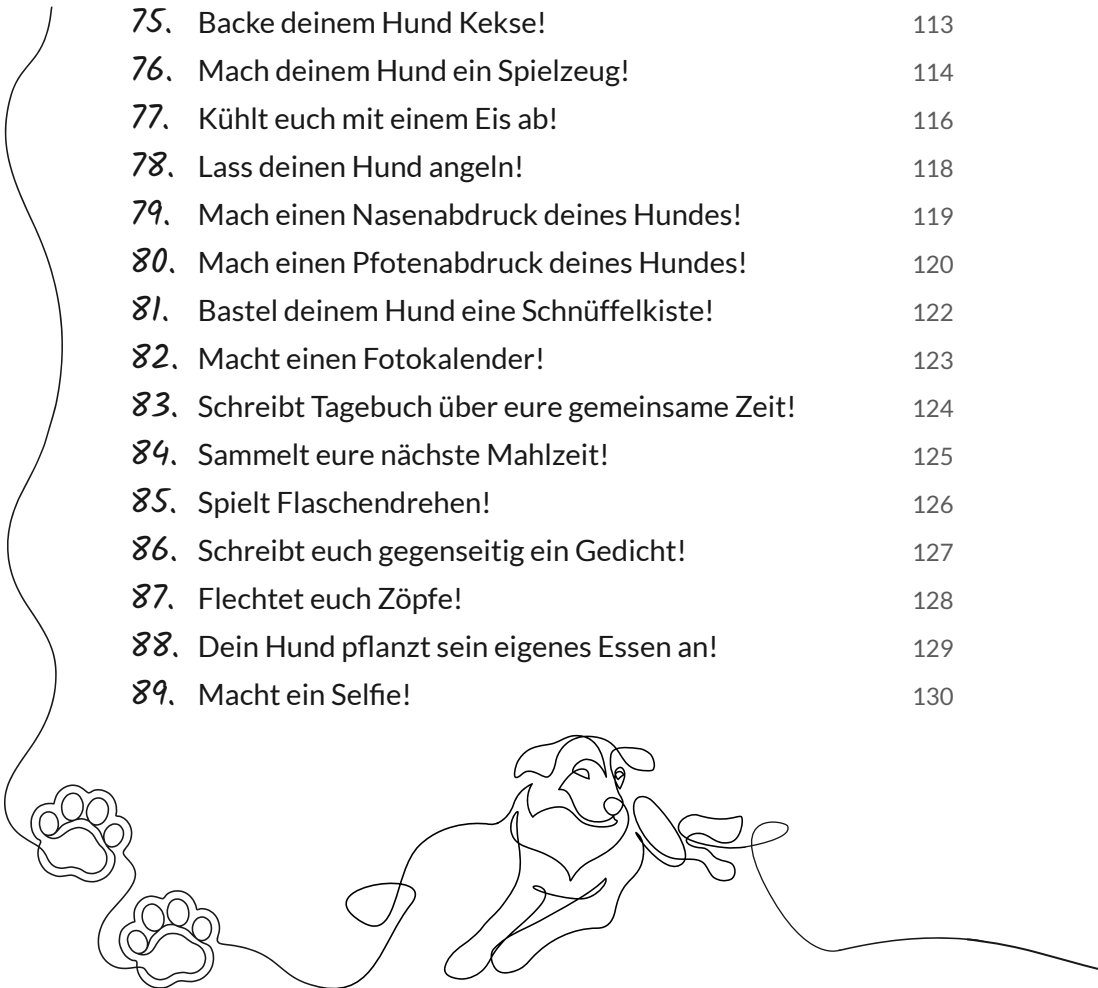 75. Backe deinem Hund Kekse! 113
76. Mach deinem Hund ein Spielzeug! 114
77. Kühlt euch mit einem Eis ab! 116
78. Lass deinen Hund angeln! 118
79. Mach einen Nasenabdruck deines Hundes! 119
80. Mach einen Pfotenabdruck deines Hundes! 120
81. Bastel deinem Hund eine Schnüffelkiste! 122
82. Macht einen Fotokalender! 123
83. Schreibt Tagebuch über eure gemeinsame Zeit! 124
84. Sammelt eure nächste Mahlzeit! 125
85. Spielt Flaschendrehen! 126
86. Schreibt euch gegenseitig ein Gedicht! 127
87. Flechtet euch Zöpfe! 128
88. Dein Hund pflanzt sein eigenes Essen an! 129
89. Macht ein Selfie! 130